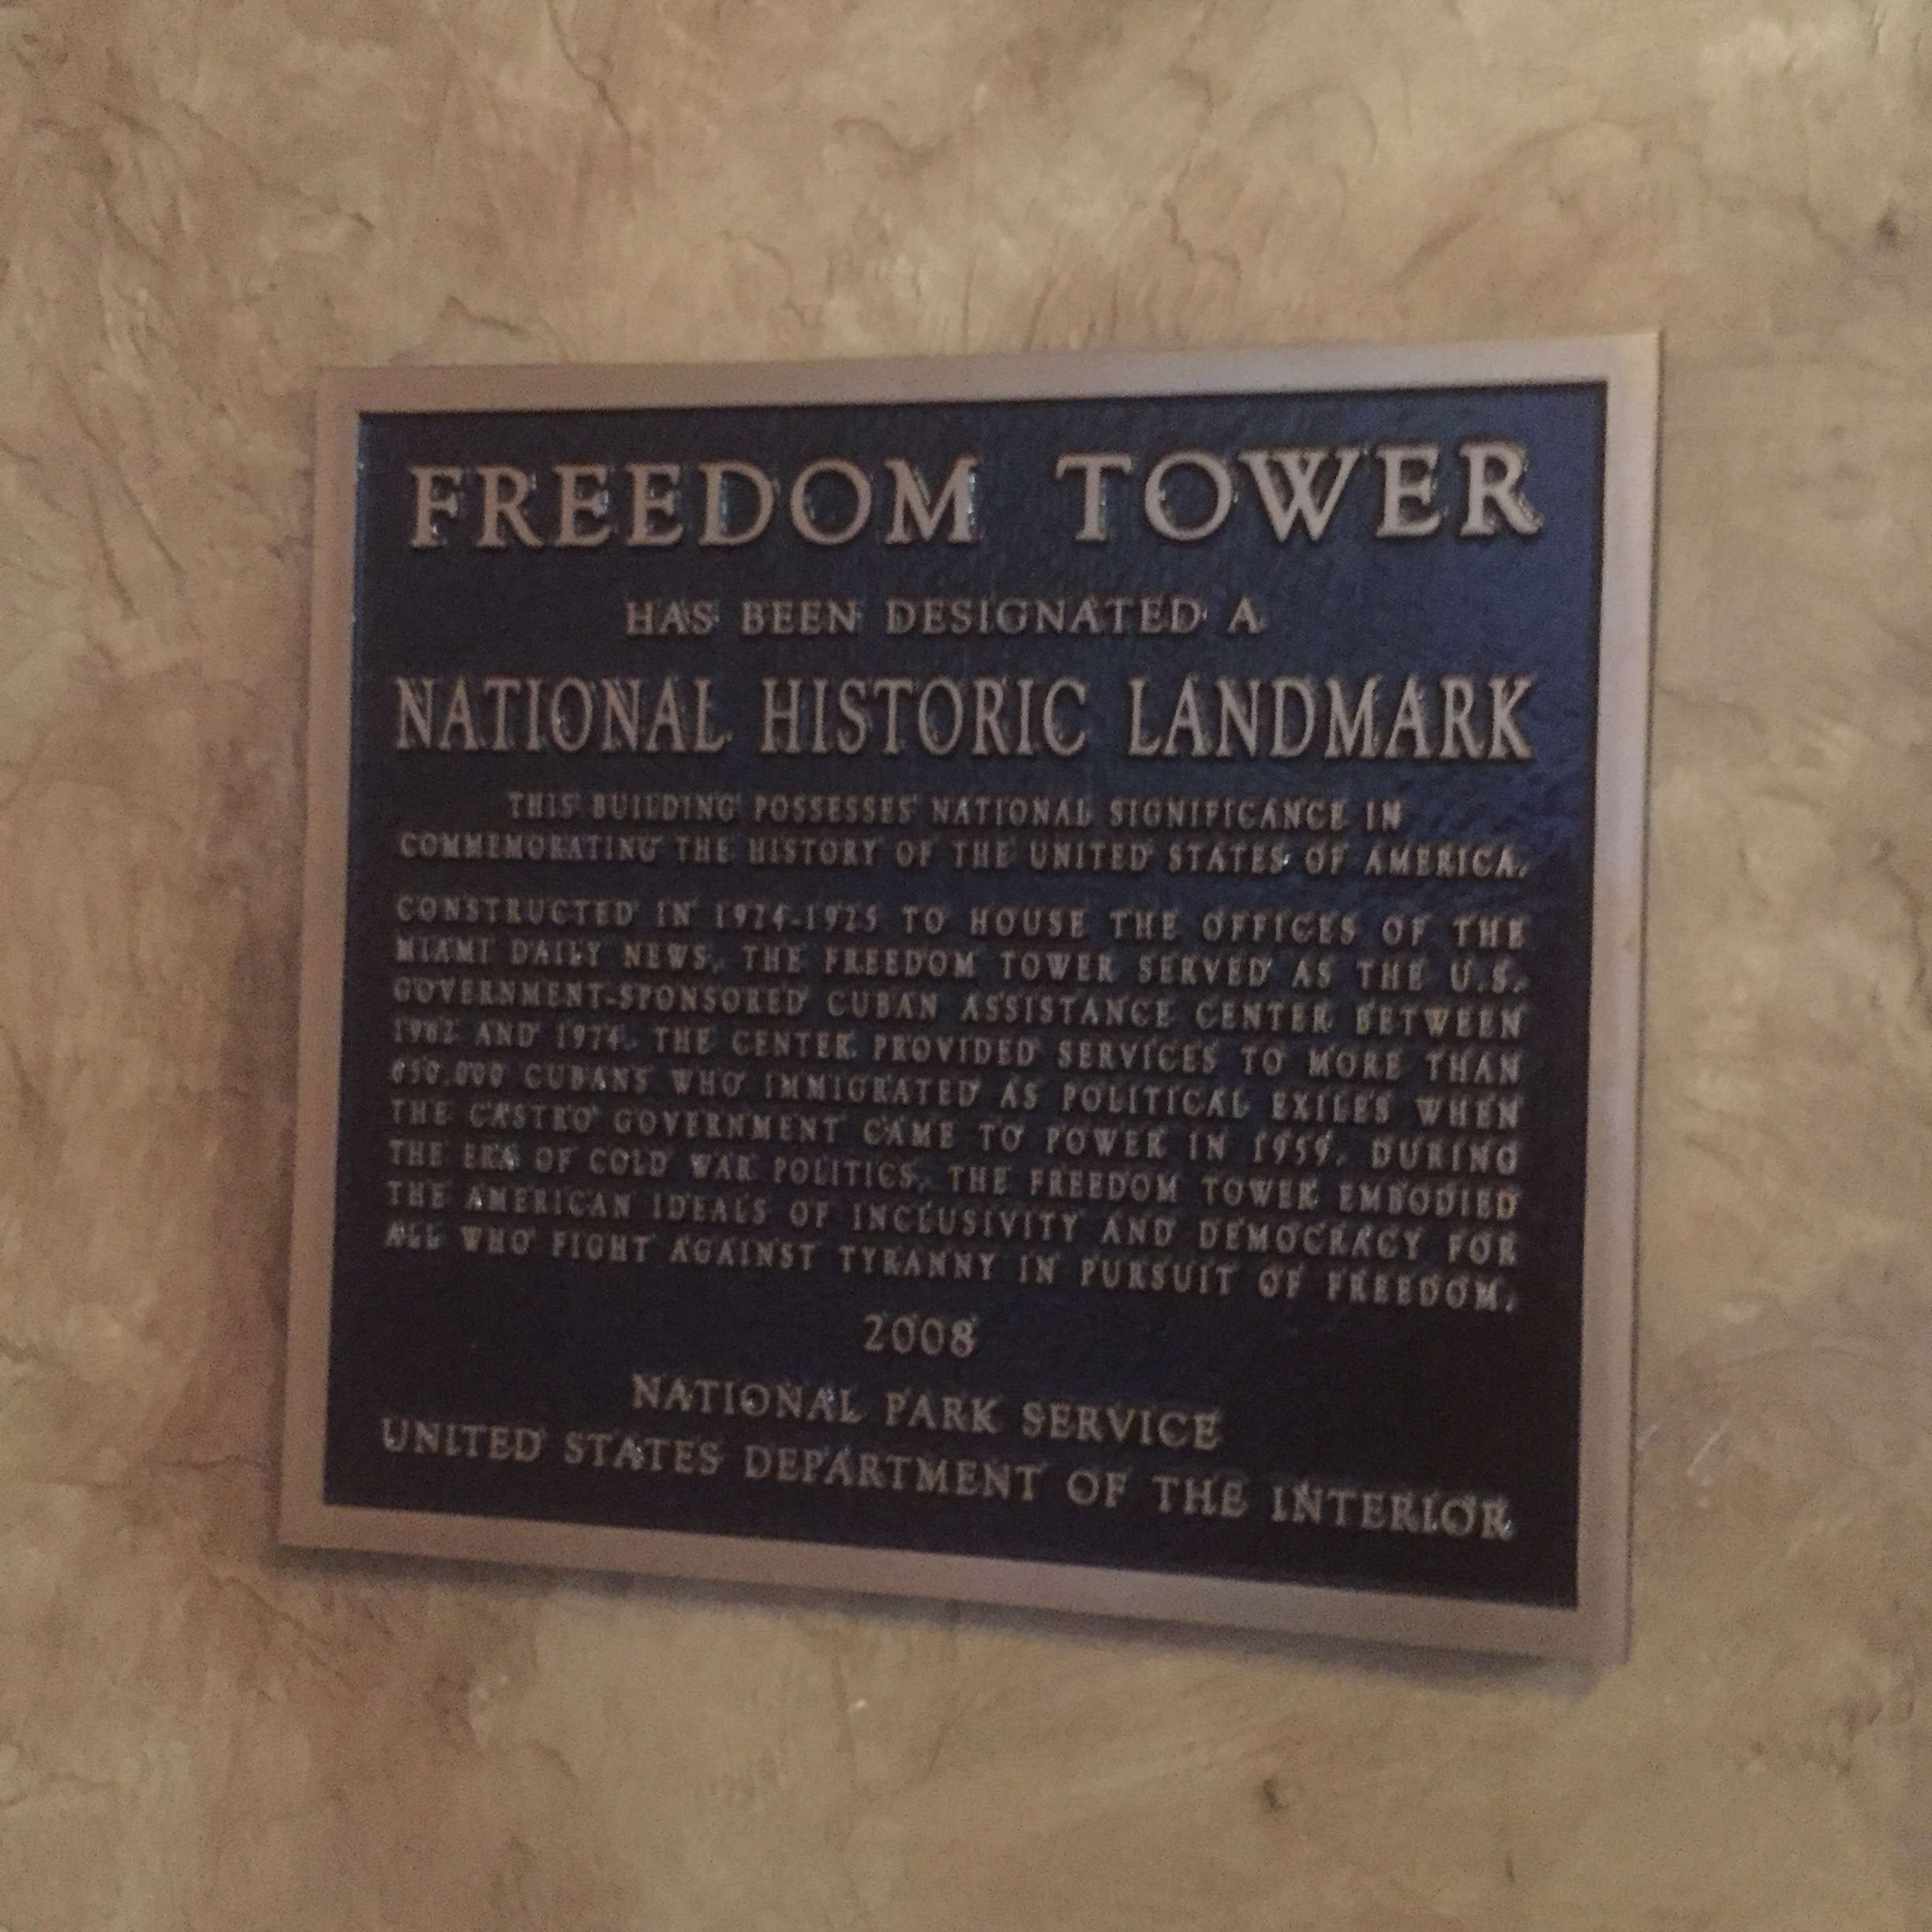 FREEDOM TOWER
HAS BEEN DESIGNATED A
NATIONAL HISTORIC LANDMARK
THIS BUILDING POSSESSES NATIONAL SIGNIFICANCE IN
COMMEMORATING THE HISTORY OF THE UNITED STATES OF AMERICA.
CONSTRUCTED IN 1924-1925 TO HOUSE THE OFFICES OF THE
MIAMI DAILY NEWS, THE FREEDOM TOWER SERVED AS THE U.S.
GOVERNMENT-SPONSORED CUBAN ASSISTANCE CENTER BETWEEN
1962 AND 1974. THE CENTER PROVIDED SERVICES TO MORE THAN
650,000 CUBANS WHO IMMIGRATED AS POLITICAL EXILES WHEN
THE CASTRO GOVERNMENT CAME TO POWER IN 1959. DURING
THE ERA OF COLD WAR POLITICS, THE FREEDOM TOWER EMBODIED
THE AMERICAN IDEALS OF INCLUSIVITY AND DEMOCRACY FOR
ALL WHO FIGHT AGAINST TYRANNY IN PURSUIT OF FREEDOM.
2008
NATIONAL PARK SERVICE
UNITED STATES DEPARTMENT OF THE INTERIOR